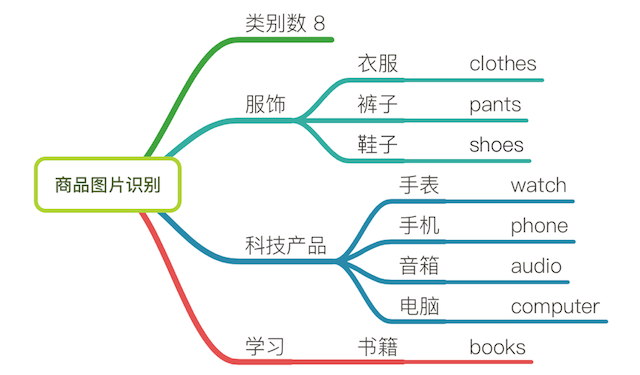 类别数 8
服饰
衣服 clothes
裤子 pants
鞋子 shoes
商品图片识别
科技产品
手表 watch
手机 phone
音箱 audio
电脑 computer
学习 书籍 books